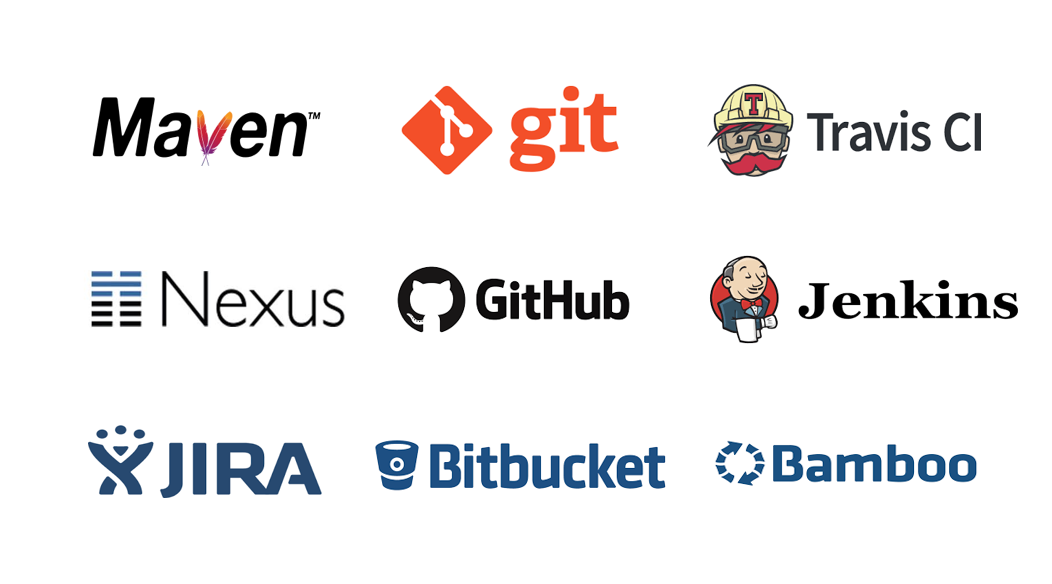 Maven™
git
T
Travis CI
Nexus
GitHub
Jenkins
JIRA
Bitbucket
Bamboo